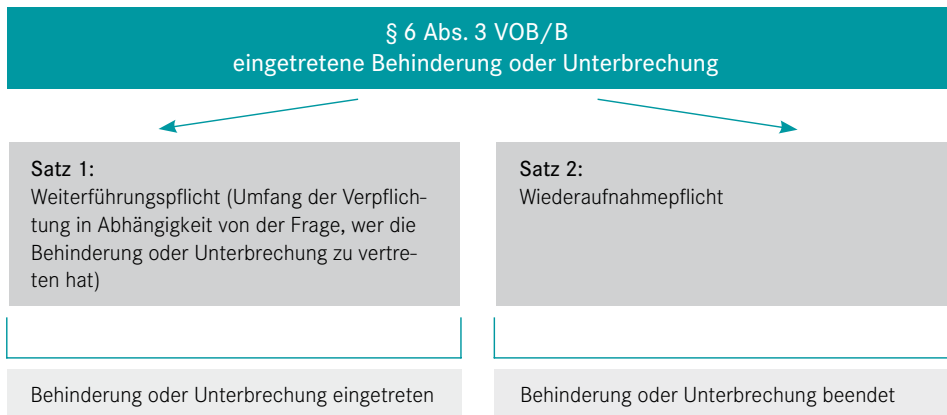 § 6 Abs. 3 VOB/B
eingetretene Behinderung oder Unterbrechung
Satz 1:
Weiterführungspflicht (Umfang der Verpflich-
tung in Abhängigkeit von der Frage, wer die
Behinderung oder Unterbrechung zu vertre-
ten hat)
Satz 2:
Wiederaufnahmepflicht
Behinderung oder Unterbrechung eingetreten
Behinderung oder Unterbrechung beendet